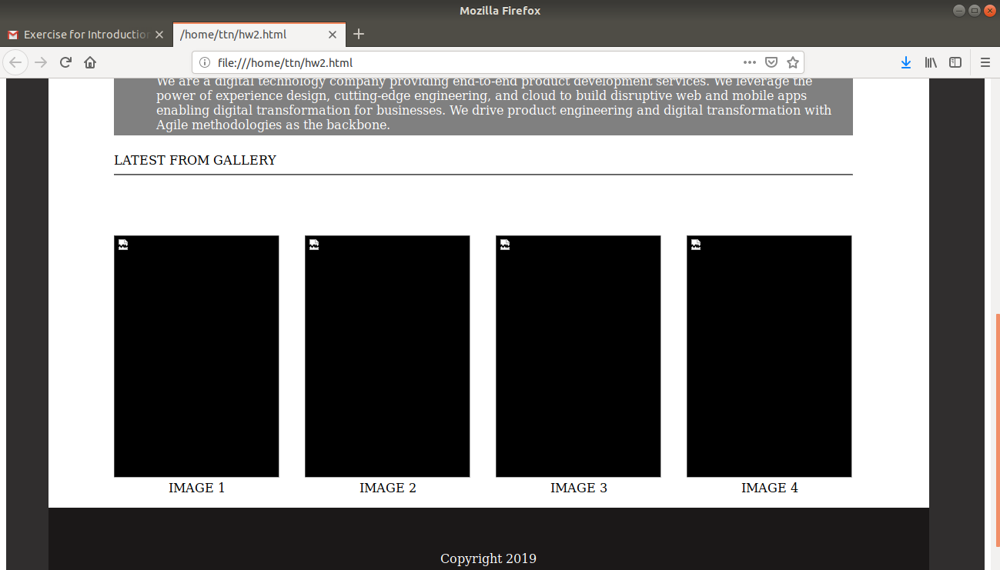 Mozilla Firefox
Exercise for Introduction
/home/ttn/hw2.html
file:///home/ttn/hw2.html
We are a digital technology company providing end-to-end product development services. We leverage the
power of experience design, cutting-edge engineering, and cloud to build disruptive web and mobile apps
enabling digital transformation for businesses. We drive product engineering and digital transformation with
Agile methodologies as the backbone.
LATEST FROM GALLERY
IMAGE 1
IMAGE 2
IMAGE 3
IMAGE 4
Copyright 2019